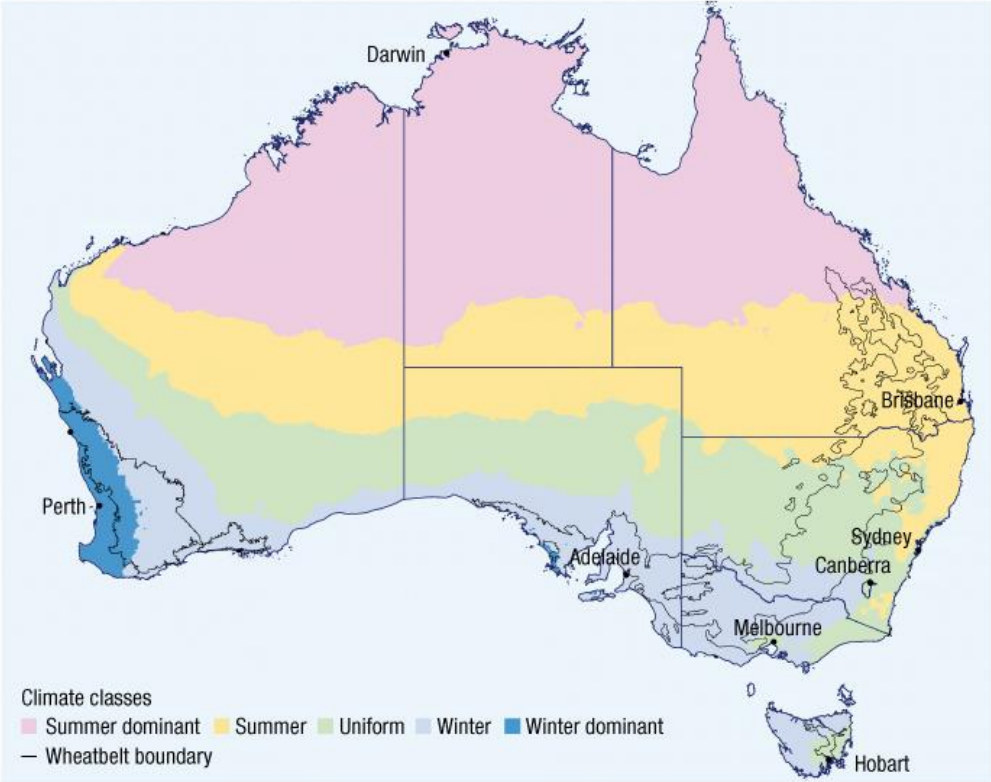 Darwin
Brisbane
Perth
Sydney
Adelaide
Canberra
Melbourne
Climate classes
Summer dominant Summer Uniform Winter Winter dominant
Wheatbelt boundary
Hobart